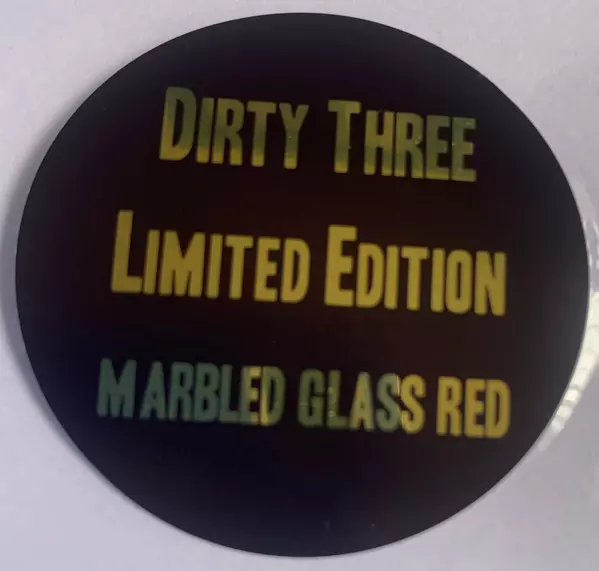 DIRTY THREE
LIMITED EDITION
MARBLED GLASS RED